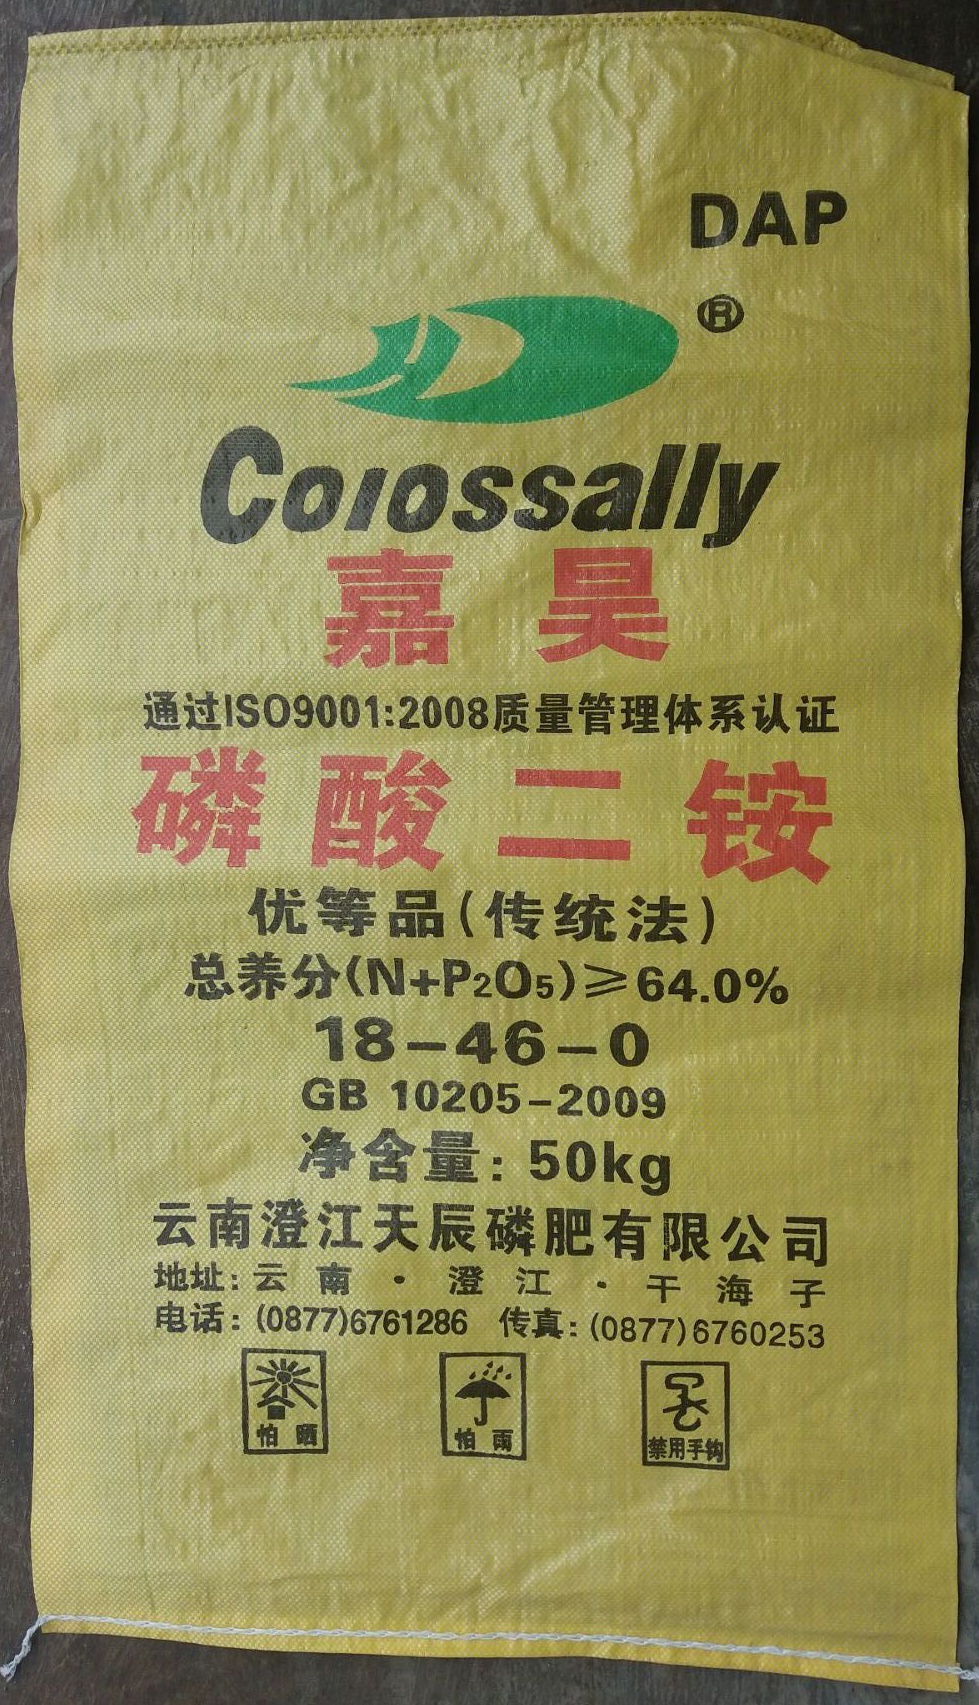 DAP
®
Colossally
嘉昊
通过ISO9001:2008质量管理体系认证
磷酸二铵
优等品(传统法)
总养分(N+P₂O₅)≥64.0%
18-46-0
GB 10205-2009
净含量: 50kg
云南澄江天辰磷肥有限公司
地址: 云南·澄江·干海子
电话: (0877)6761286 传真: (0877)6760253
怕晒 怕雨 禁用手钩